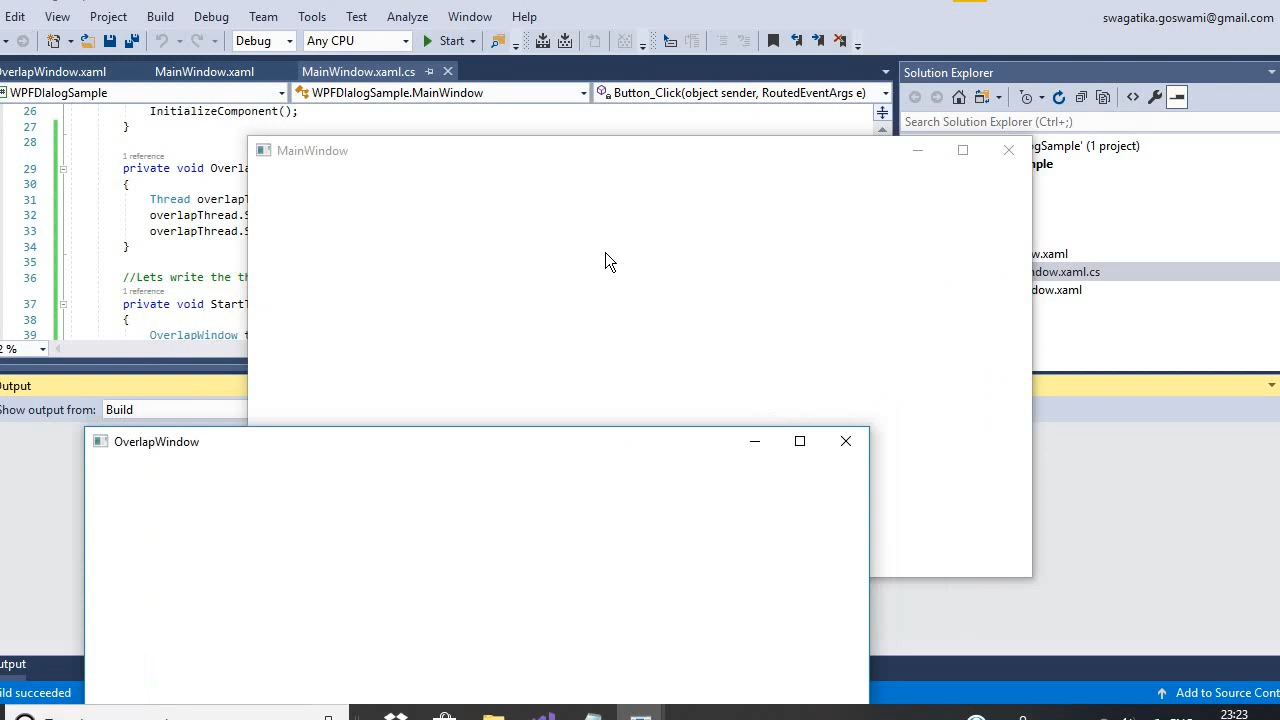 Edit View Project Build Debug Team Tools Test Analyze Window Help swagatika.goswami@gmail.com
Debug Any CPU Start
OverlapWindow.xaml MainWindow.xaml MainWindow.xaml.cs Solution Explorer
WPFDIalogSample WPFDIalogSample.MainWindow Button_Click(object sender, RoutedEventArgs e)
Search Solution Explorer (Ctrl+;)
26 InitializeComponent();
27 }
28
gSample' (1 project)
MainWindow
1 reference
29 private void Overla
mple
30 {
31 Thread overlapT
32 overlapThread.S
33 overlapThread.S
34 }
w.xaml
35
36 //Lets write the th
ndow.xaml.cs
1 reference
dow.xaml
37 private void StartT
38 {
39 OverlapWindow t
2 %
Output
Show output from: Build
OverlapWindow
utput
ild succeeded Add to Source Cont
23:23